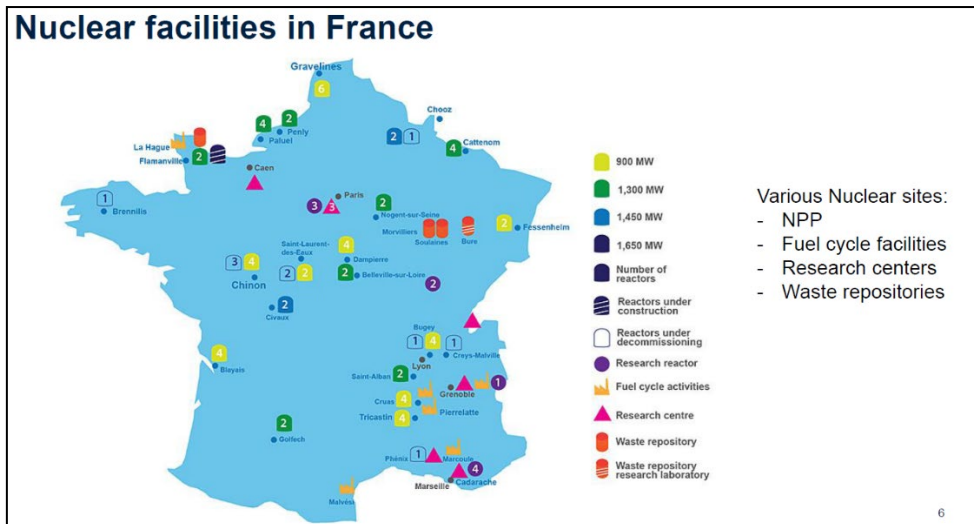 Nuclear facilities in France
Gravelines
6
4
2
Penly
Paluel
Chooz
2
1
4
Cattenom
La Hague
Flamanville
2
Caen
1
Brennilis
3
3
Paris
2
Nogent-sur-Seine
Morvilliers
Soulaines
Bure
2
Fessenheim
Saint-Laurent-
des-Eaux
4
Dampierre
3
4
Chinon
2
2
2
Belleville-sur-Loire
2
2
Civaux
Bugey
1
4
1
Creys-Malville
Lyon
4
Blayais
Saint-Alban
2
Grenoble
1
Cruas
4
Tricastin
4
Pierrelatte
2
Golfech
Phénix
1
Marcoule
4
Marseille
Cadarache
Malvési
900 MW
1,300 MW
1,450 MW
1,650 MW
Number of
reactors
Reactors under
construction
Reactors under
decommissioning
Research reactor
Fuel cycle activities
Research centre
Waste repository
Waste repository
research laboratory
Various Nuclear sites:
- NPP
- Fuel cycle facilities
- Research centers
- Waste repositories
6